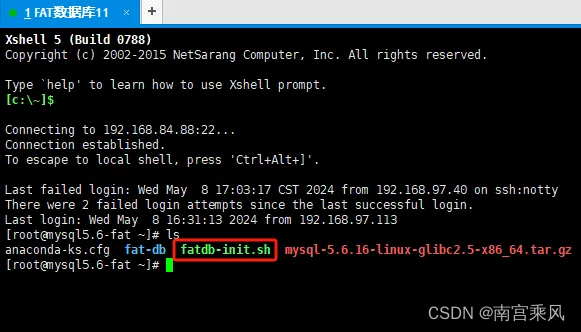 1 FAT数据库11 × +
Xshell 5 (Build 0788)
Copyright (c) 2002-2015 NetSarang Computer, Inc. All rights reserved.
Type `help' to learn how to use Xshell prompt.
[c:\~]$
Connecting to 192.168.84.88:22...
Connection established.
To escape to local shell, press 'Ctrl+Alt+]'.
Last failed login: Wed May  8 17:03:17 CST 2024 from 192.168.97.40 on ssh:notty
There were 2 failed login attempts since the last successful login.
Last login: Wed May  8 16:31:13 2024 from 192.168.97.113
[root@mysql5.6-fat ~]# ls
anaconda-ks.cfg  fat-db  fatdb-init.sh  mysql-5.6.16-linux-glibc2.5-x86_64.tar.gz
[root@mysql5.6-fat ~]#
CSDN @南宫乘风